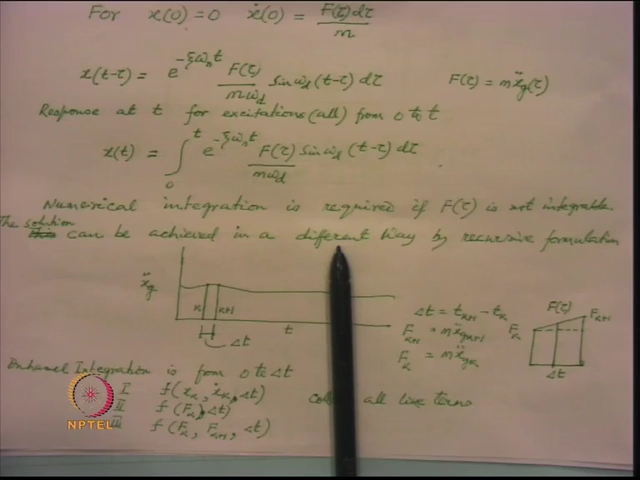 For x(0)=0 ẋ(0) = F(τ)dτ / m
x(t-τ) = e^{-ξω_n t} F(τ)/(mω_d) sin ω_d (t-τ) dτ F(τ) = mẍ_g(τ)
Response at t for excitations (all) from 0 to t
x(t) = ∫_0^t e^{-ξω_n t} F(τ)/(mω_d) sin ω_d (t-τ) dτ
Numerical integration is required if F(τ) is not integrable.
The solution can be achieved in a different way by recursive formulation
ẍ_g K K+1 t Δt
Δt = t_{K+1} - t_K
F_{K+1} = mẍ_{gK+1}
F_K = mẍ_{gK}
F(τ) F_K F_{K+1} Δt
Duhamel Integration is from 0 to Δt
I f(x_K, ẋ_K, Δt)
II f(F_K, Δt) all like terms
III f(F_K, F_{K+1}, Δt)
NPTEL